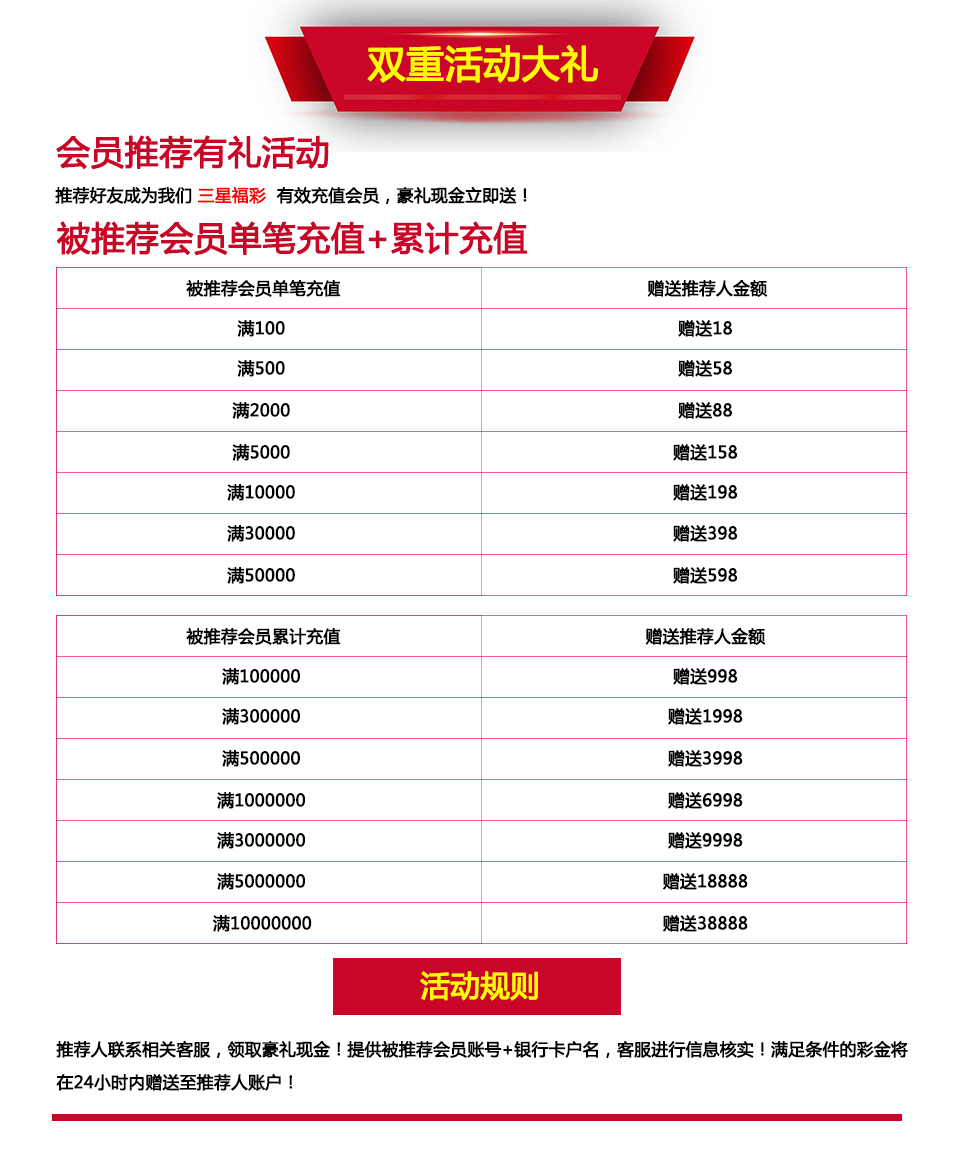 双重活动大礼
会员推荐有礼活动
推荐好友成为我们 三星福彩 有效充值会员，豪礼现金立即送！
被推荐会员单笔充值+累计充值
被推荐会员单笔充值 赠送推荐人金额
满100 赠送18
满500 赠送58
满2000 赠送88
满5000 赠送158
满10000 赠送198
满30000 赠送398
满50000 赠送598
被推荐会员累计充值 赠送推荐人金额
满100000 赠送998
满300000 赠送1998
满500000 赠送3998
满1000000 赠送6998
满3000000 赠送9998
满5000000 赠送18888
满10000000 赠送38888
活动规则
推荐人联系相关客服，领取豪礼现金！提供被推荐会员账号+银行卡户名，客服进行信息核实！满足条件的彩金将
在24小时内赠送至推荐人账户！